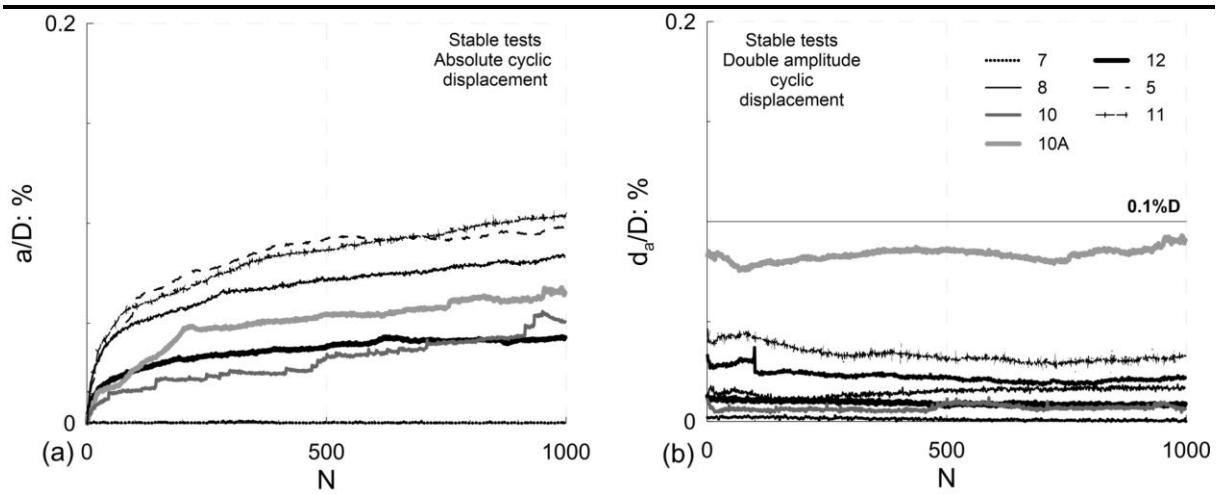 0.2
Stable tests
Absolute cyclic
displacement
a/D: %
0
0
500
1000
(a)
N
0.2
Stable tests
Double amplitude
cyclic
displacement
7
8
10
10A
12
5
11
0.1%D
dₐ/D: %
0
0
500
1000
(b)
N